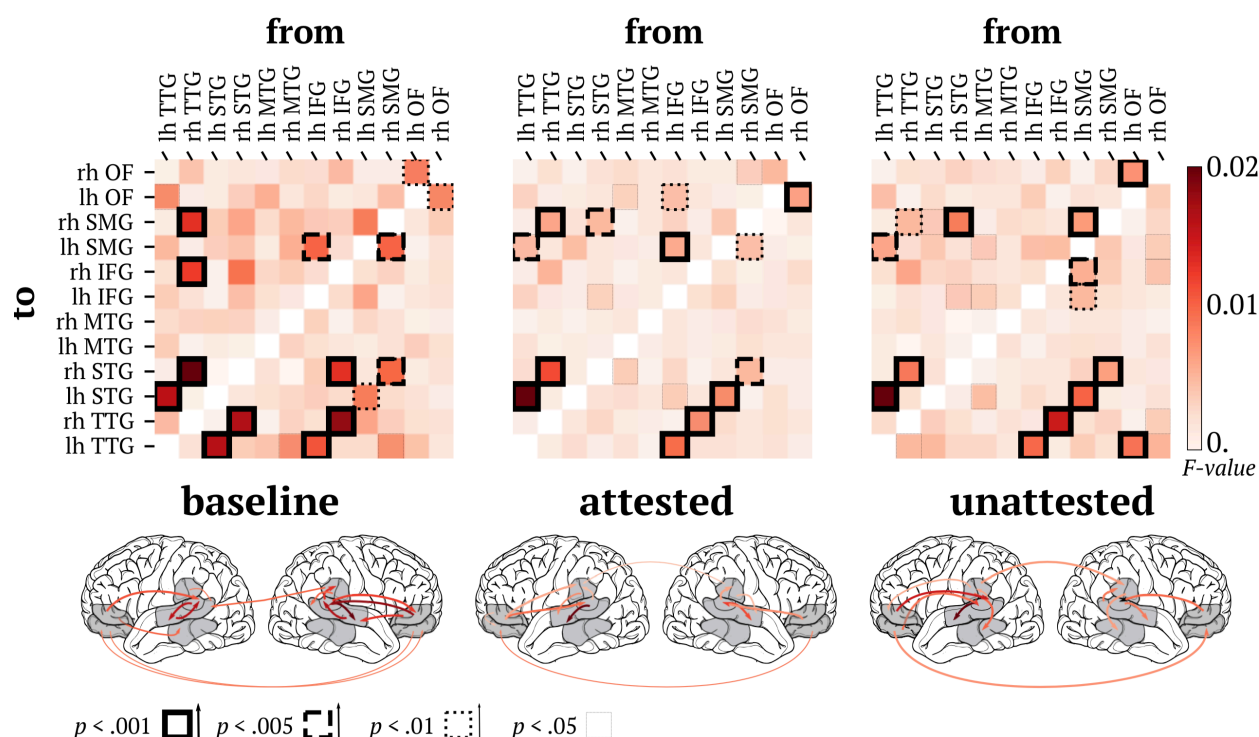 from from from
lh TTG rh TTG lh STG rh STG lh MTG rh MTG lh IFG rh IFG lh SMG rh SMG lh OF rh OF
lh TTG rh TTG lh STG rh STG lh MTG rh MTG lh IFG rh IFG lh SMG rh SMG lh OF rh OF
lh TTG rh TTG lh STG rh STG lh MTG rh MTG lh IFG rh IFG lh SMG rh SMG lh OF rh OF
to
rh OF
lh OF
rh SMG
lh SMG
rh IFG
lh IFG
rh MTG
lh MTG
rh STG
lh STG
rh TTG
lh TTG
0.02
0.01
0.
F-value
baseline attested unattested
p < .001 p < .005 p < .01 p < .05